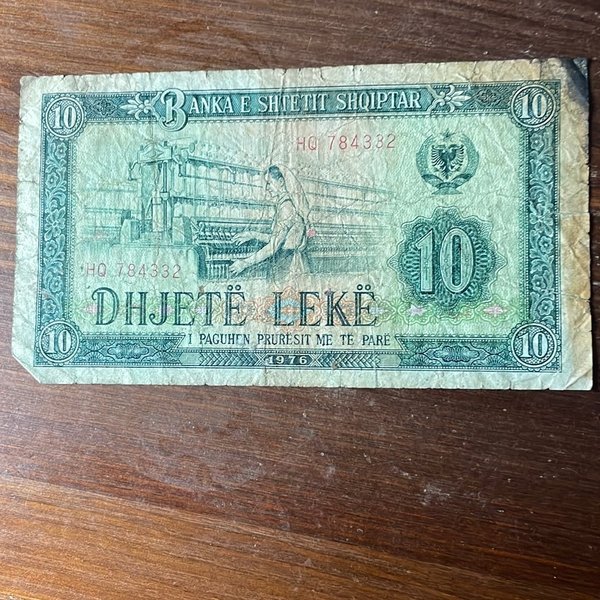 10 BANKA E SHTETIT SHQIPTAR 10
HQ 784332
10
HQ 784332
DHJETË LEKË
I PAGUHEN PRURËSIT ME TË PARË
10 1976 10